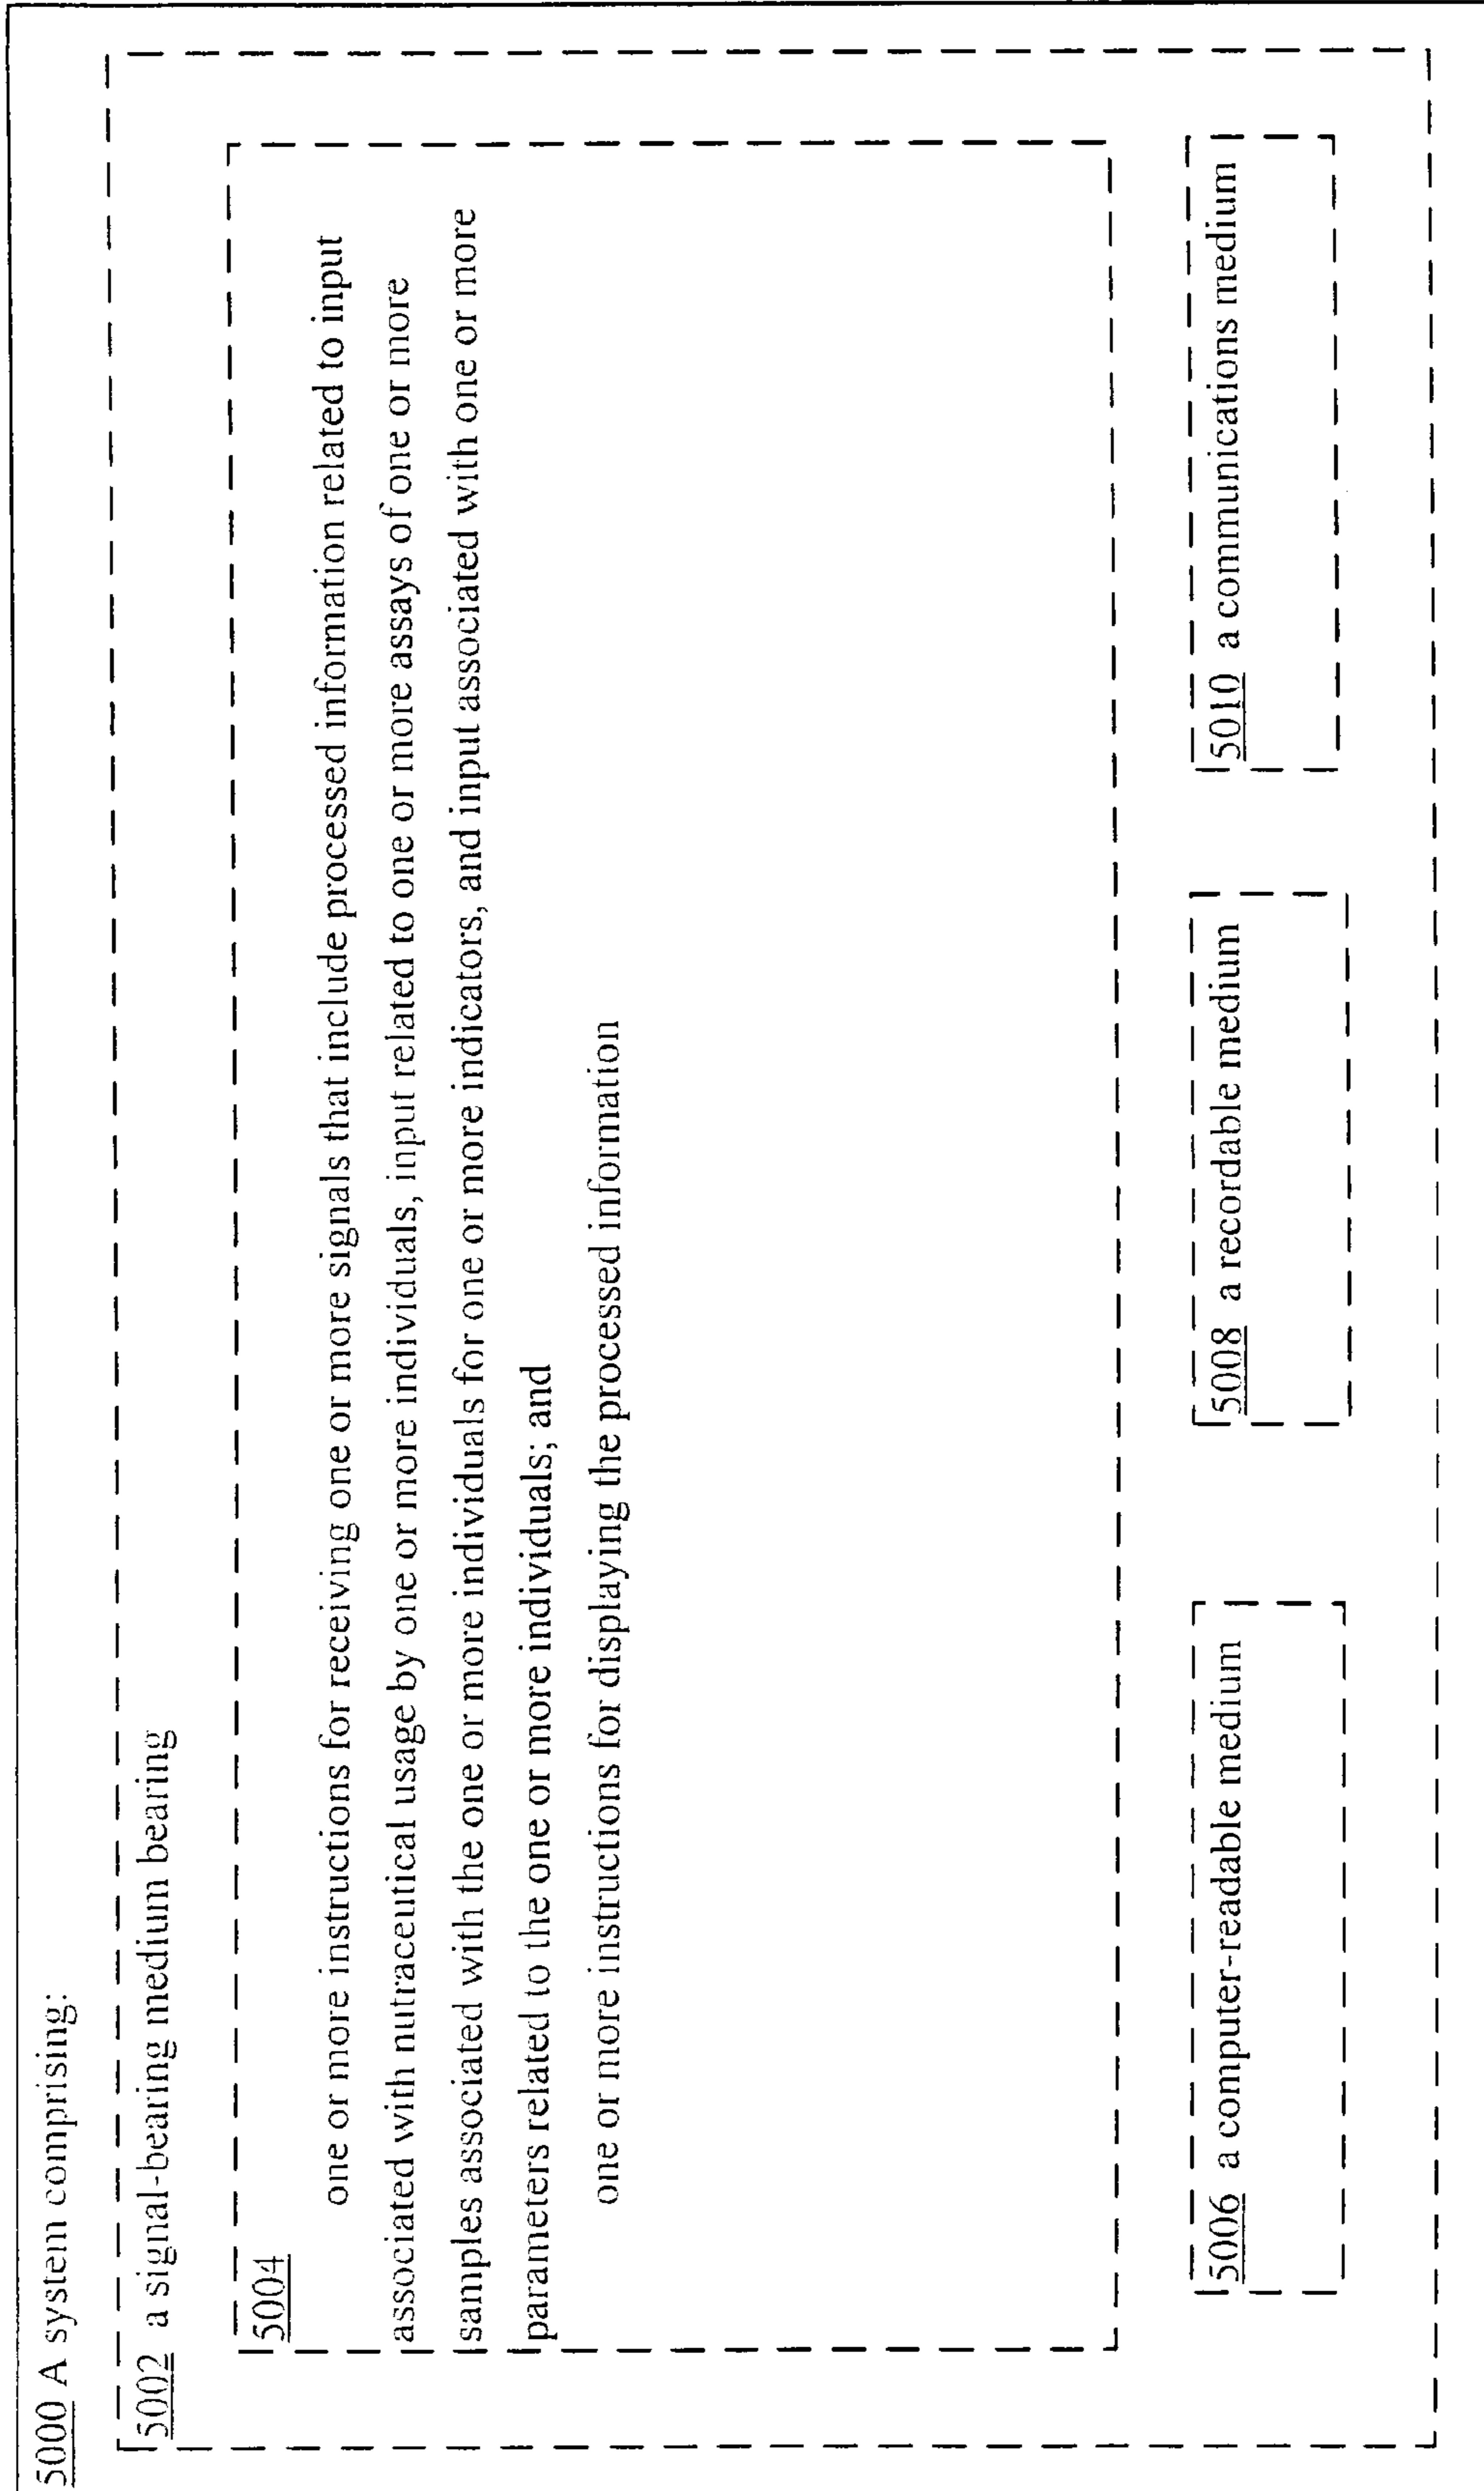 5000 A system comprising:
5002 a signal-bearing medium bearing
5004
one or more instructions for receiving one or more signals that include processed information related to input
associated with nutraceutical usage by one or more individuals, input related to one or more assays of one or more
samples associated with the one or more individuals for one or more indicators, and input associated with one or more
parameters related to the one or more individuals; and
one or more instructions for displaying the processed information
5006 a computer-readable medium
5008 a recordable medium
5010 a communications medium